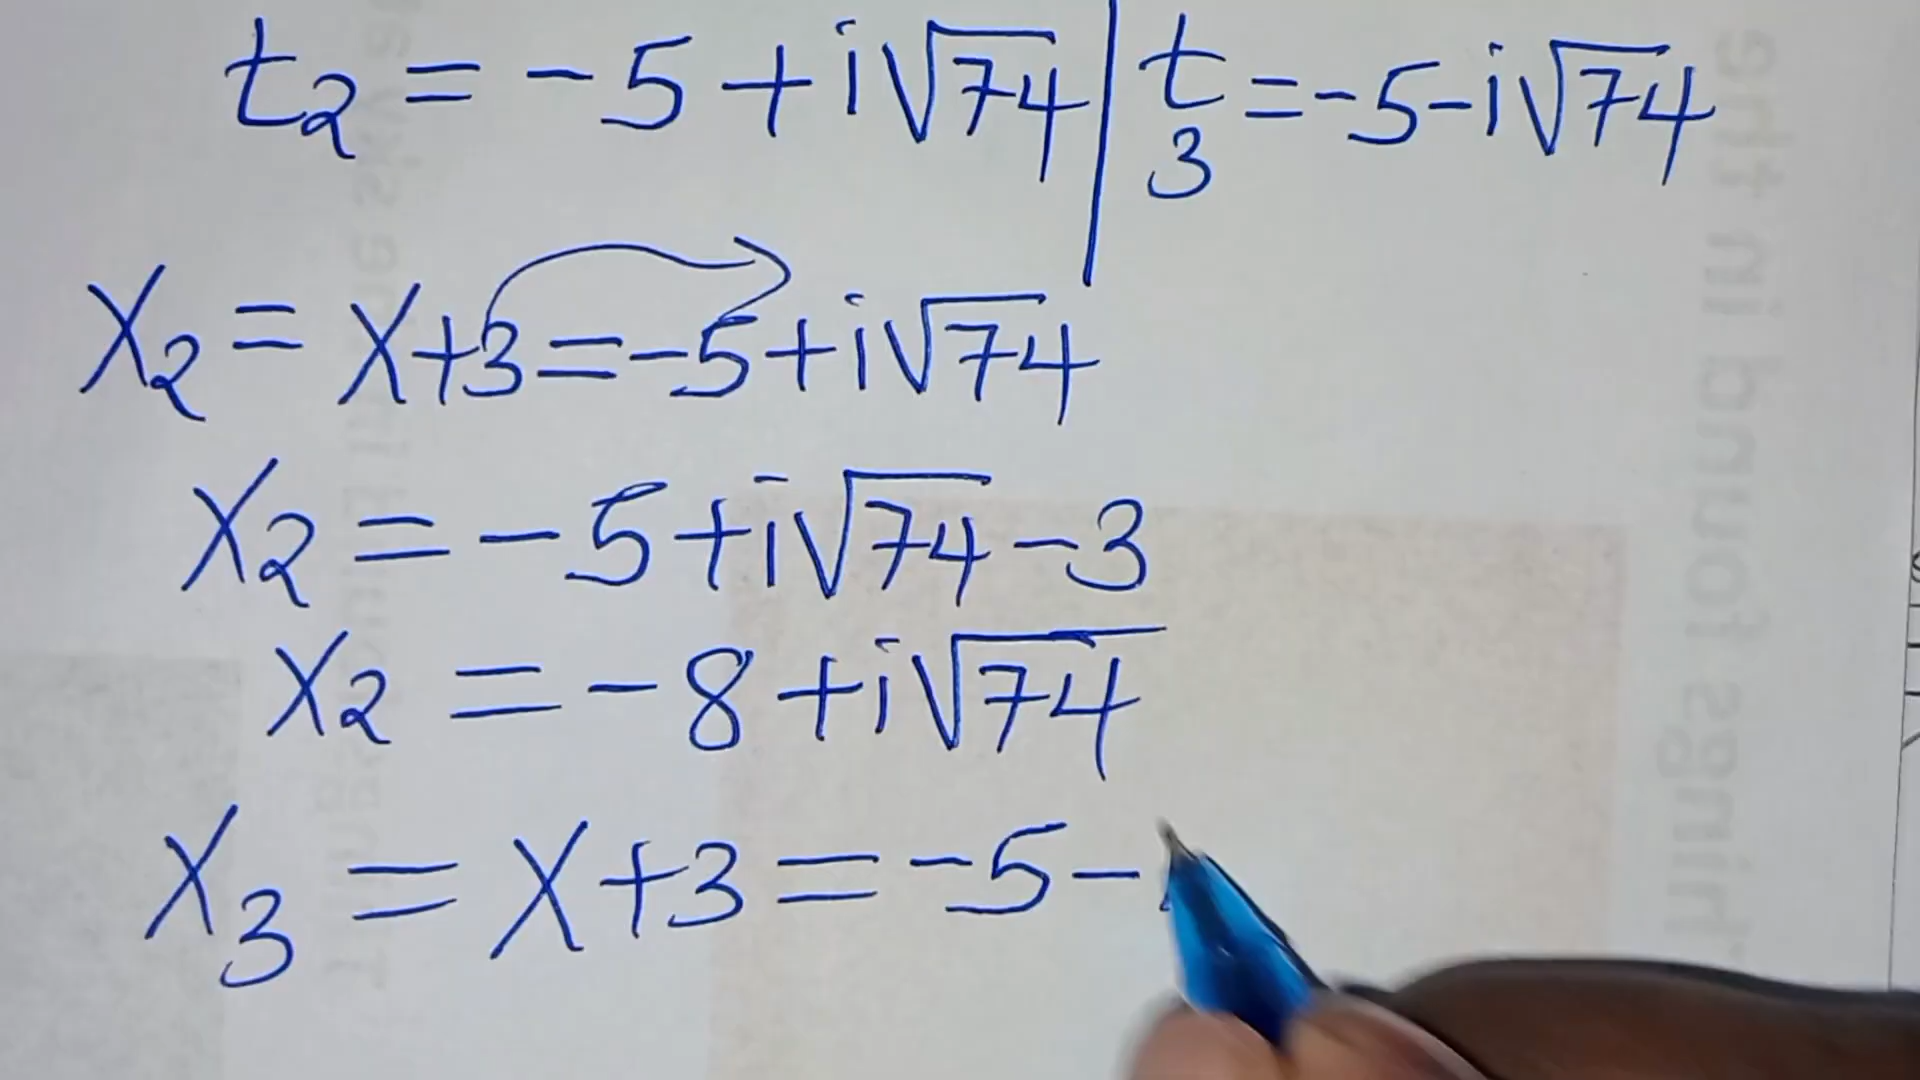 t₂ = -5 + i√74 | t₃ = -5 - i√74
x₂ = x+3 = -5 + i√74
x₂ = -5 + i√74 - 3
x₂ = -8 + i√74
x₃ = x+3 = -5 -